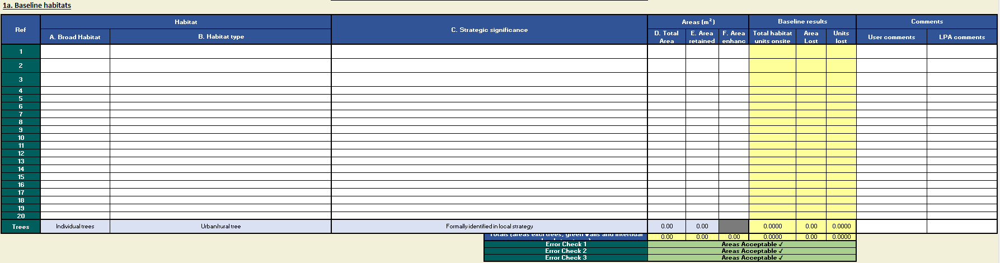 1a. Baseline habitats
Ref Habitat C. Strategic significance Areas (m²) Baseline results Comments
A. Broad Habitat B. Habitat type D. Total Area E. Area retained F. Area enhanc Total habitat units onsite Area Lost Units lost User comments LPA comments
1
2
3
4
5
6
7
8
9
10
11
12
13
14
15
16
17
18
19
20
Trees Individual trees Urban/rural tree Formally identified in local strategy 0.00 0.00 0.0000 0.00 0.0000
Totals (areas excl trees, green walls and intertidal 0.00 0.00 0.00 0.0000 0.00 0.0000
Error Check 1 Areas Acceptable ✓
Error Check 2 Areas Acceptable ✓
Error Check 3 Areas Acceptable ✓